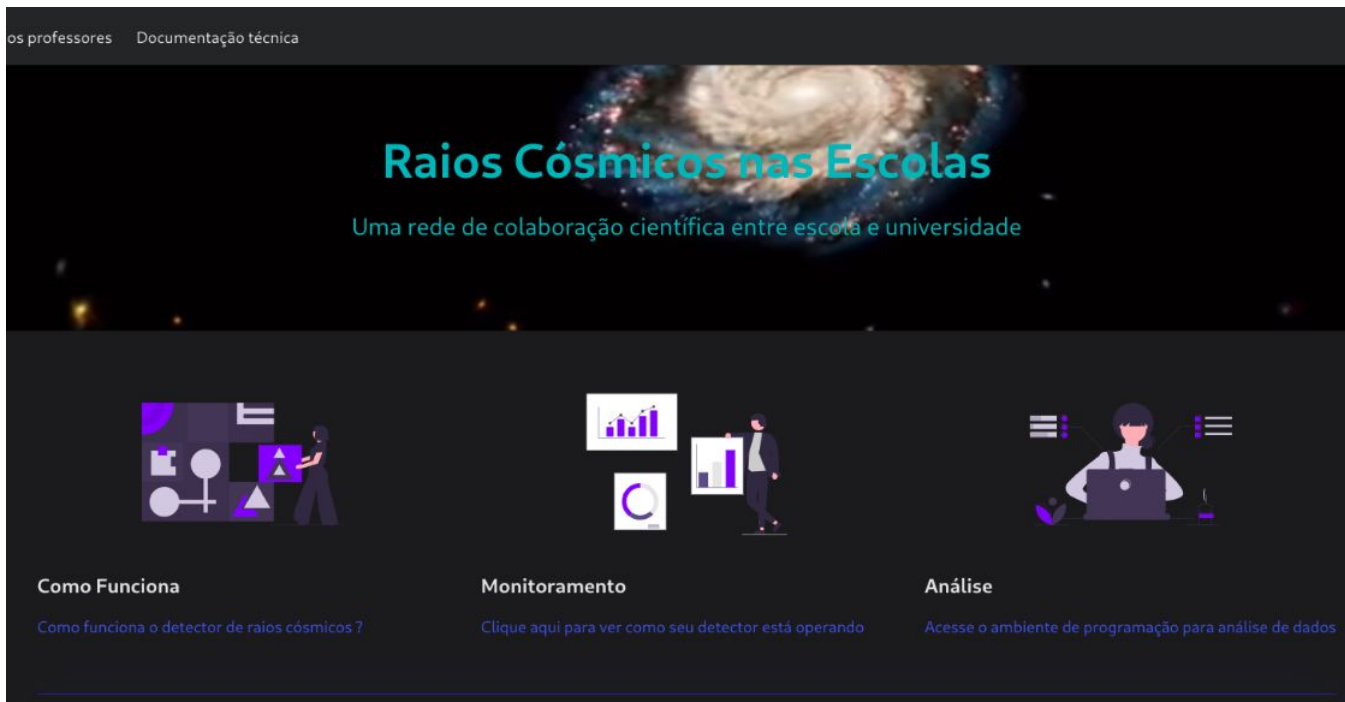 os professores Documentação técnica
Raios Cósmicos nas Escolas
Uma rede de colaboração científica entre escola e universidade
Como Funciona
Como funciona o detector de raios cósmicos ?
Monitoramento
Clique aqui para ver como seu detector está operando
Análise
Acesse o ambiente de programação para análise de dados